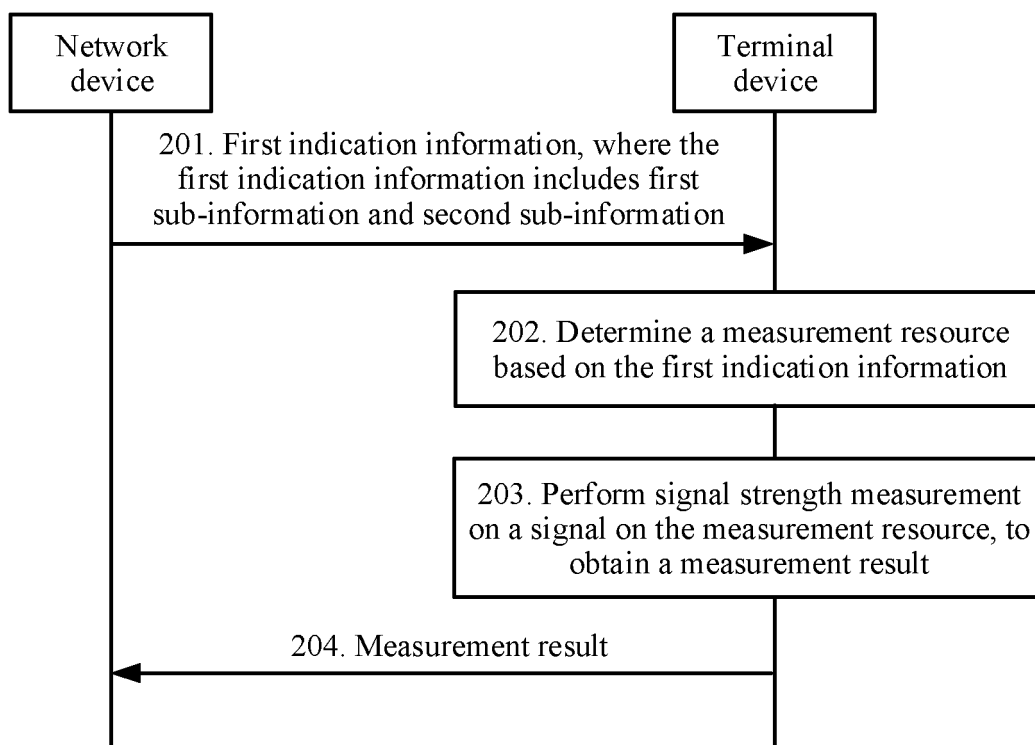 Network
device
Terminal
device
201. First indication information, where the
first indication information includes first
sub-information and second sub-information
202. Determine a measurement resource
based on the first indication information
203. Perform signal strength measurement
on a signal on the measurement resource, to
obtain a measurement result
204. Measurement result